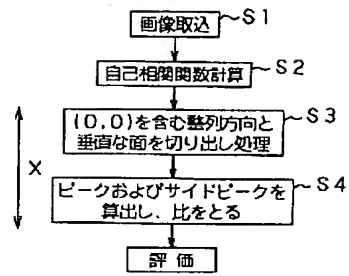 画像取込 S1
自己相関関数計算 S2
(0,0)を含む整列方向と S3
垂直な面を切り出し処理
X
ピークおよびサイドピークを S4
算出し、比をとる
評価